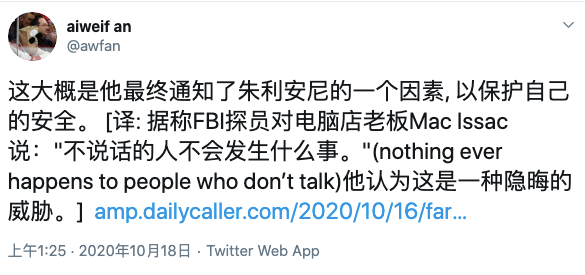 aiweif an
@awfan
这大概是他最终通知了朱利安尼的一个因素, 以保护自己
的安全。 [译: 据称FBI探员对电脑店老板Mac Issac
说："不说话的人不会发生什么事。"(nothing ever
happens to people who don’t talk)他认为这是一种隐晦的
威胁。] amp.dailycaller.com/2020/10/16/far...
上午1:25 · 2020年10月18日 · Twitter Web App